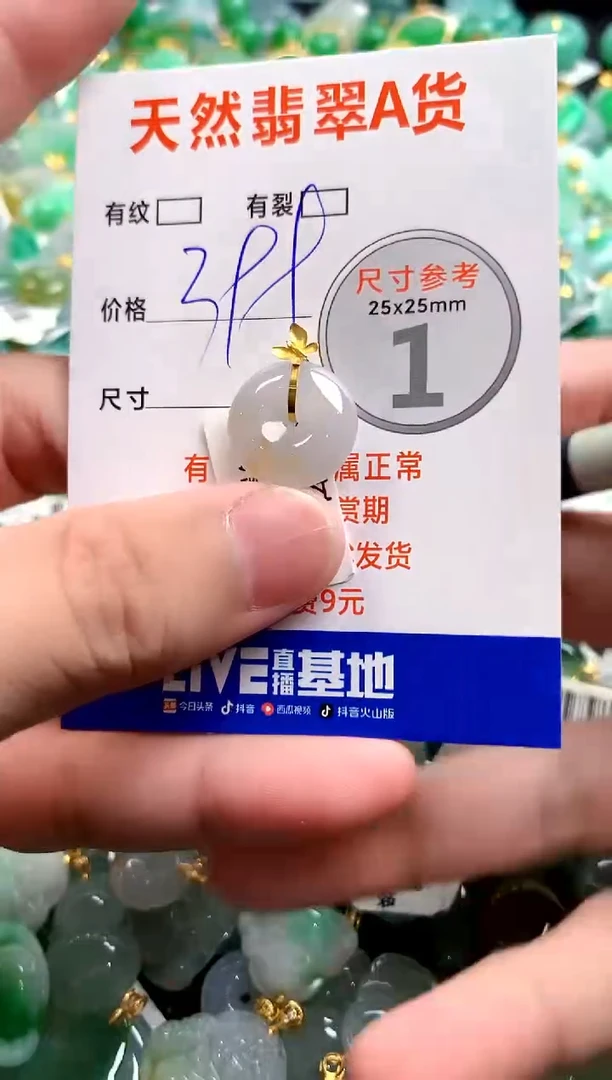 天然翡翠A货
有纹 有裂
价格 399
尺寸
尺寸参考
25x25mm
1
有 属正常
赏期
发货
费9元
LIVE直播基地
今日头条 抖音 西瓜视频 抖音火山版